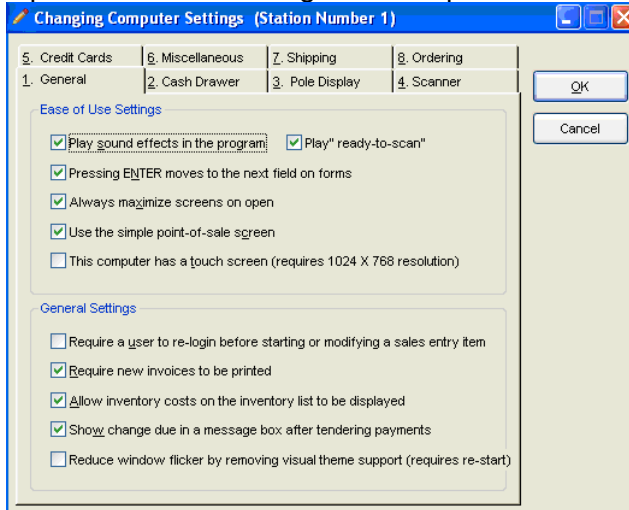 Changing Computer Settings (Station Number 1)
5. Credit Cards 6. Miscellaneous 7. Shipping 8. Ordering
1. General 2. Cash Drawer 3. Pole Display 4. Scanner
OK
Cancel
Ease of Use Settings
Play sound effects in the program Play" ready-to-scan"
Pressing ENTER moves to the next field on forms
Always maximize screens on open
Use the simple point-of-sale screen
This computer has a touch screen (requires 1024 X 768 resolution)
General Settings
Require a user to re-login before starting or modifying a sales entry item
Require new invoices to be printed
Allow inventory costs on the inventory list to be displayed
Show change due in a message box after tendering payments
Reduce window flicker by removing visual theme support (requires re-start)